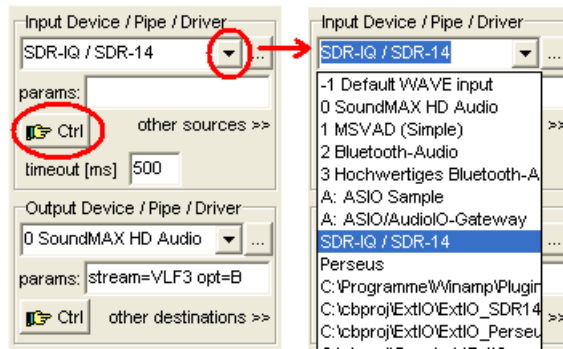 Input Device / Pipe / Driver
SDR-IQ / SDR-14
...
params:
Ctrl
other sources >>
timeout [ms]
500
Output Device / Pipe / Driver
0 SoundMAX HD Audio
...
params:
stream=VLF3 opt=B
Ctrl
other destinations >>
Input Device / Pipe / Driver
SDR-IQ / SDR-14
...
-1 Default WAVE input
0 SoundMAX HD Audio
1 MSVAD (Simple)
>>
2 Bluetooth-Audio
3 Hochwertiges Bluetooth-A
A: ASIO Sample
A: ASIO/AudioIO-Gateway
SDR-IQ / SDR-14
...
Perseus
C:\Programme\Winamp\Plugin
C:\cbproj\ExtIO\ExtIO_SDR14
>>
C:\cbproj\ExtIO\ExtIO_Perseu